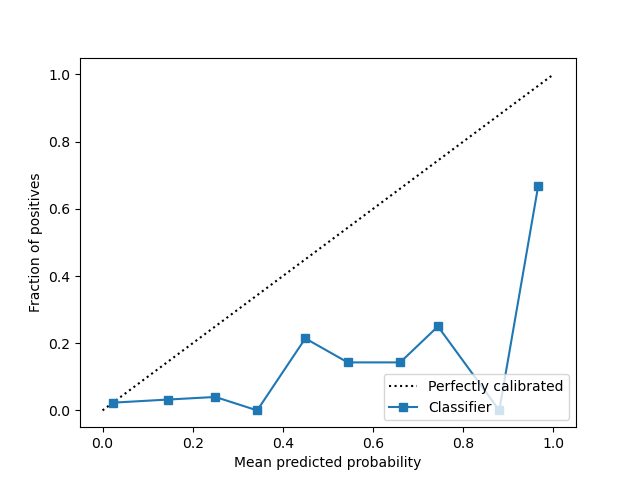 1.0
0.8
0.6
0.4
0.2
0.0
Fraction of positives
Perfectly calibrated
Classifier
0.0 0.2 0.4 0.6 0.8 1.0
Mean predicted probability